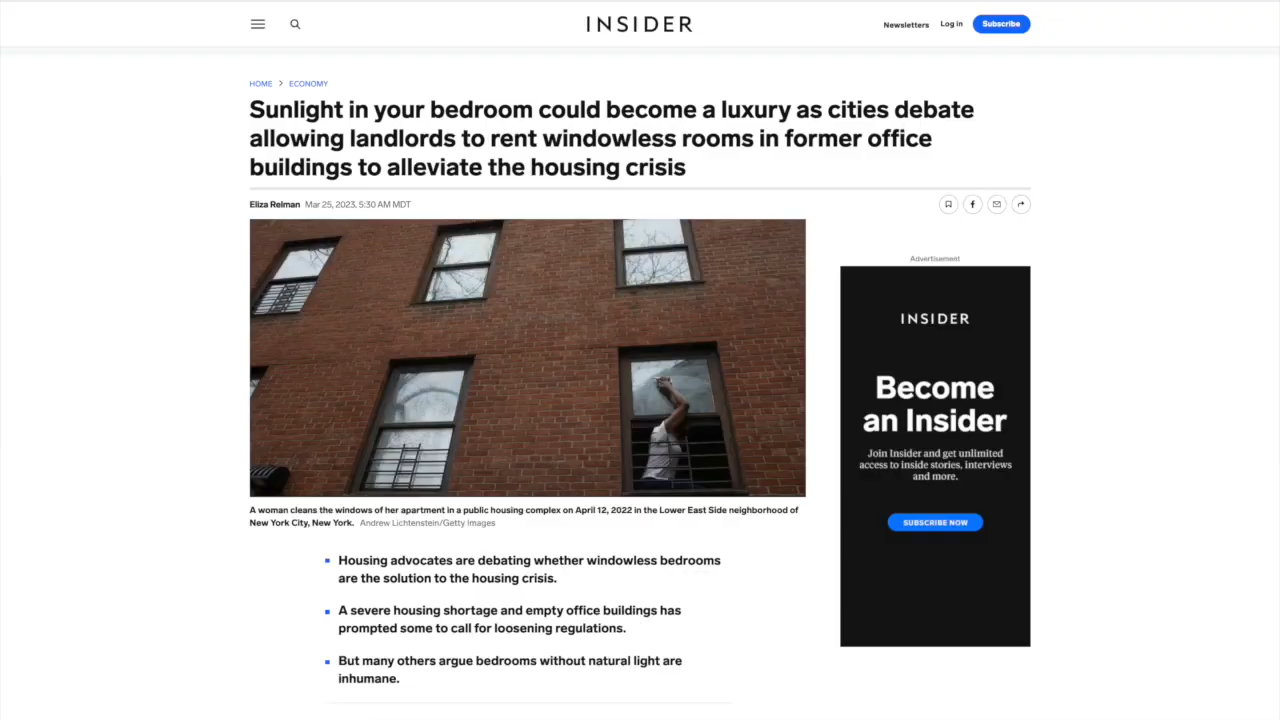 INSIDER
Newsletters
Log in
Subscribe
HOME > ECONOMY
Sunlight in your bedroom could become a luxury as cities debate
allowing landlords to rent windowless rooms in former office
buildings to alleviate the housing crisis
Eliza Relman Mar 25, 2023, 5:30 AM MDT
A woman cleans the windows of her apartment in a public housing complex on April 12, 2022 in the Lower East Side neighborhood of
New York City, New York. Andrew Lichtenstein/Getty Images
Housing advocates are debating whether windowless bedrooms
are the solution to the housing crisis.
A severe housing shortage and empty office buildings has
prompted some to call for loosening regulations.
But many others argue bedrooms without natural light are
inhumane.
Advertisement
INSIDER
Become
an Insider
Join Insider and get unlimited
access to inside stories, interviews
and more.
SUBSCRIBE NOW